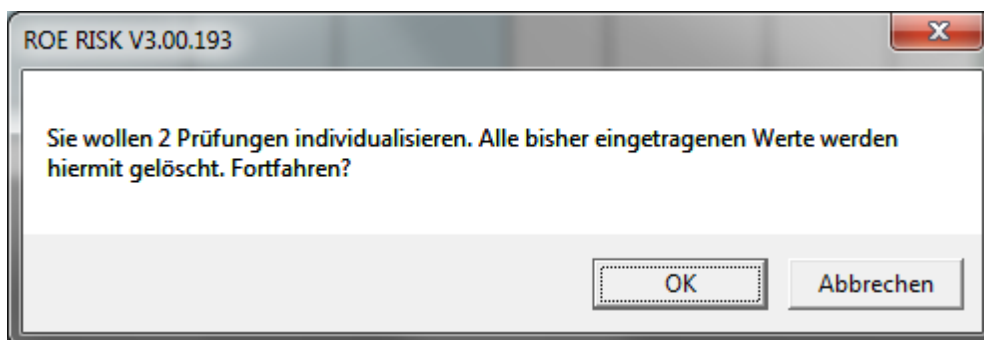 ROE RISK V3.00.193
Sie wollen 2 Prüfungen individualisieren. Alle bisher eingetragenen Werte werden
hiermit gelöscht. Fortfahren?
OK
Abbrechen